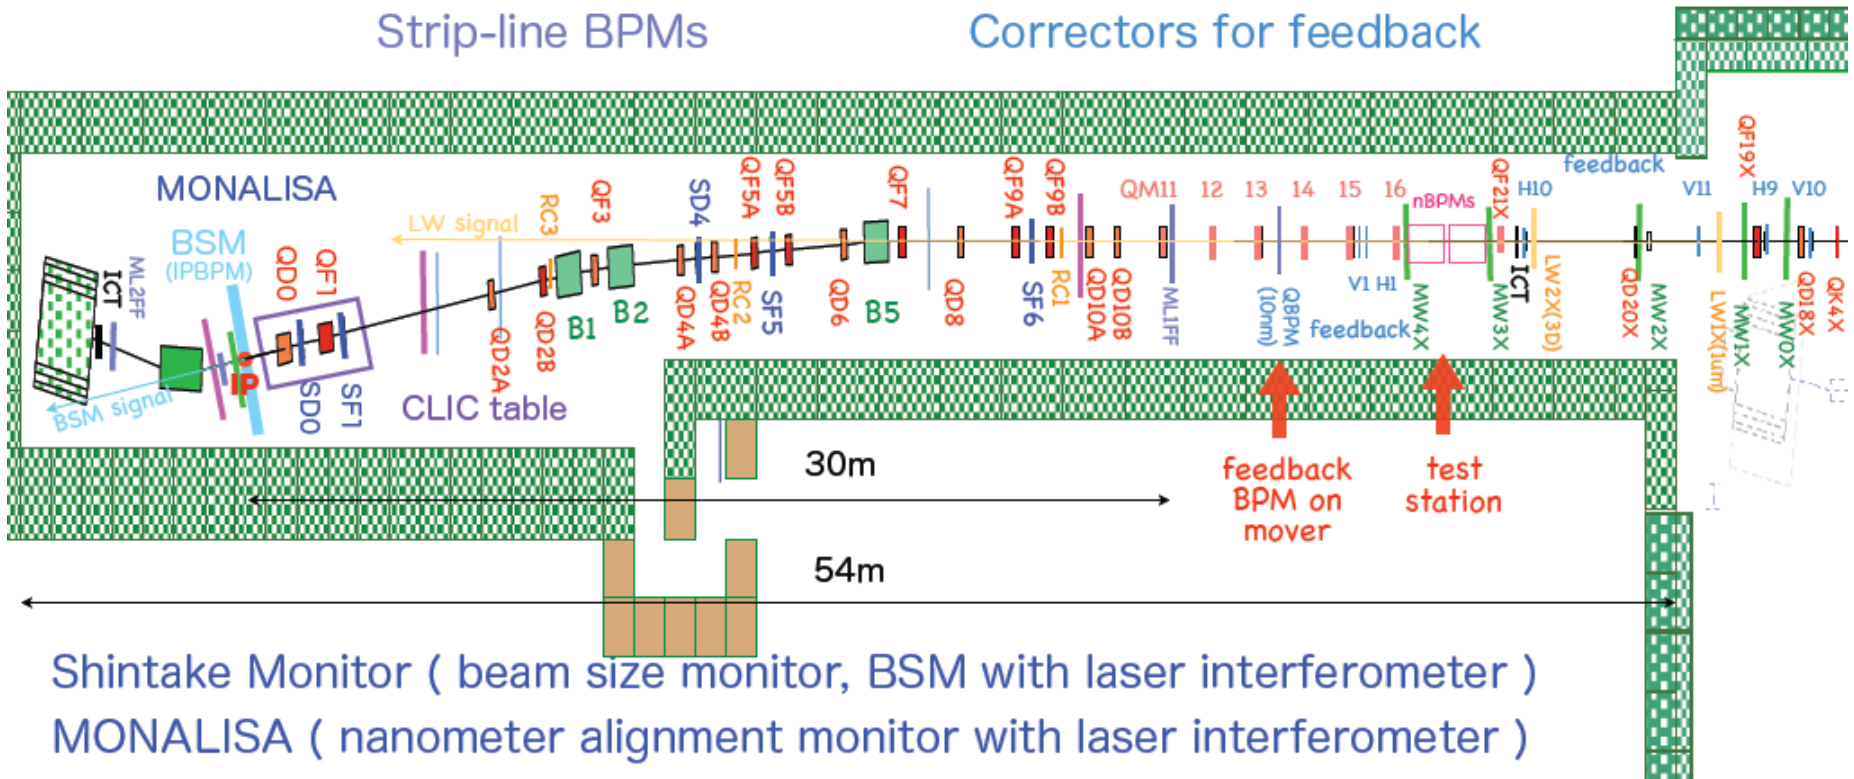 Strip-line BPMs
Correctors for feedback
MONALISA
BSM
(IPBPM)
LW signal
ICT
ML2FF
QD0
QF1
BSM signal
IP
SD0
SF1
CLIC table
RC3
QF3
SD4
QF5A
QF5B
QF7
QF9A
QF9B
QM11
12
13
14
15
16
nBPMs
QF21X
H10
feedback
V11
QF19X
H9
V10
QD2A
QD2B
B1
B2
QD4A
QD4B
RC2
SF5
QD6
B5
QD8
SF6
RC1
QD10A
QD10B
ML1FF
QBPM
(10nm)
V1 H1
feedback
MW4X
MW3X
ICT
LW2X(3D)
QD20X
MW2X
LW1X(1um)
MW1X
MW0X
QD18X
QK4X
30m
feedback
BPM on
mover
test
station
54m
Shintake Monitor ( beam size monitor, BSM with laser interferometer )
MONALISA ( nanometer alignment monitor with laser interferometer )